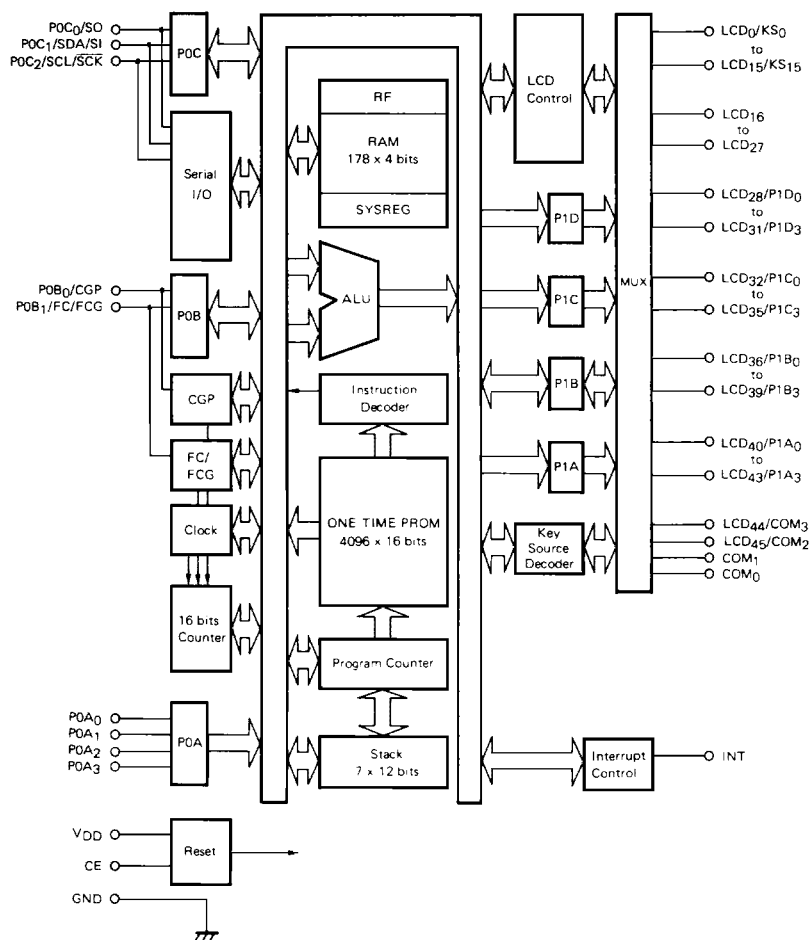 P0C₀/SO
P0C₁/SDA/SI
P0C₂/SCL/S̅C̅K̅
P0C
Serial
I/O
P0B₀/CGP
P0B₁/FC/FCG
P0B
CGP
FC/
FCG
Clock
16 bits
Counter
P0A₀
P0A₁
P0A₂
P0A₃
P0A
VDD
CE
GND
Reset
RF
RAM
178 x 4 bits
SYSREG
ALU
Instruction
Decoder
ONE TIME PROM
4096 x 16 bits
Program Counter
Stack
7 x 12 bits
LCD
Control
P1D
P1C
P1B
P1A
Key
Source
Decoder
MUX
LCD₀/KS₀
to
LCD₁₅/KS₁₅
LCD₁₆
to
LCD₂₇
LCD₂₈/P1D₀
to
LCD₃₁/P1D₃
LCD₃₂/P1C₀
to
LCD₃₅/P1C₃
LCD₃₆/P1B₀
to
LCD₃₉/P1B₃
LCD₄₀/P1A₀
to
LCD₄₃/P1A₃
LCD₄₄/COM₃
LCD₄₅/COM₂
COM₁
COM₀
Interrupt
Control
INT